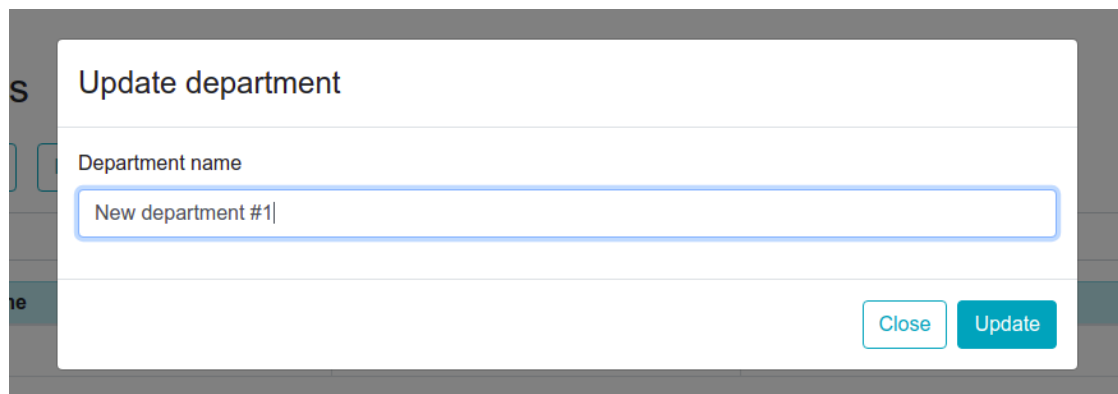 Update department
Department name
New department #1
Close
Update